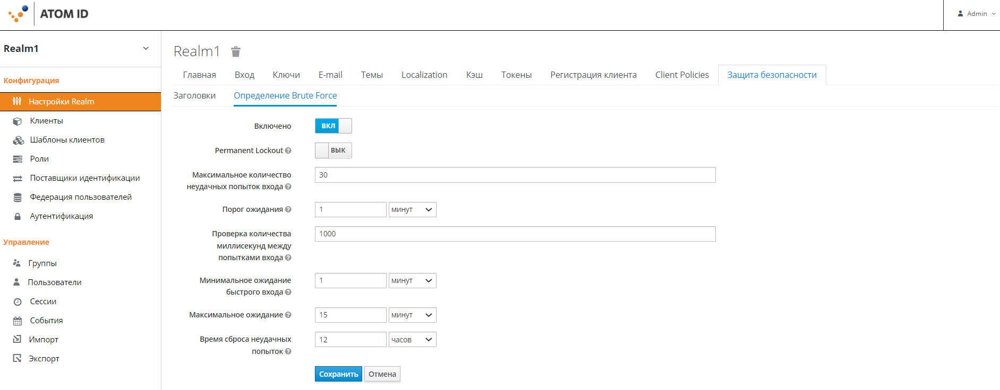 ATOM ID
Admin
Realm1
Конфигурация
Настройки Realm
Клиенты
Шаблоны клиентов
Роли
Поставщики идентификации
Федерация пользователей
Аутентификация
Управление
Группы
Пользователи
Сессии
События
Импорт
Экспорт
Realm1
Главная Вход Ключи E-mail Темы Localization Кэш Токены Регистрация клиента Client Policies Защита безопасности
Заголовки Определение Brute Force
Включено ВКЛ
Permanent Lockout ВЫК
Максимальное количество
неудачных попыток входа
30
Порог ожидания 1 минут
Проверка количества
миллисекунд между
попытками входа
1000
Минимальное ожидание
быстрого входа
1 минут
Максимальное ожидание 15 минут
Время сброса неудачных
попыток
12 часов
Сохранить Отмена